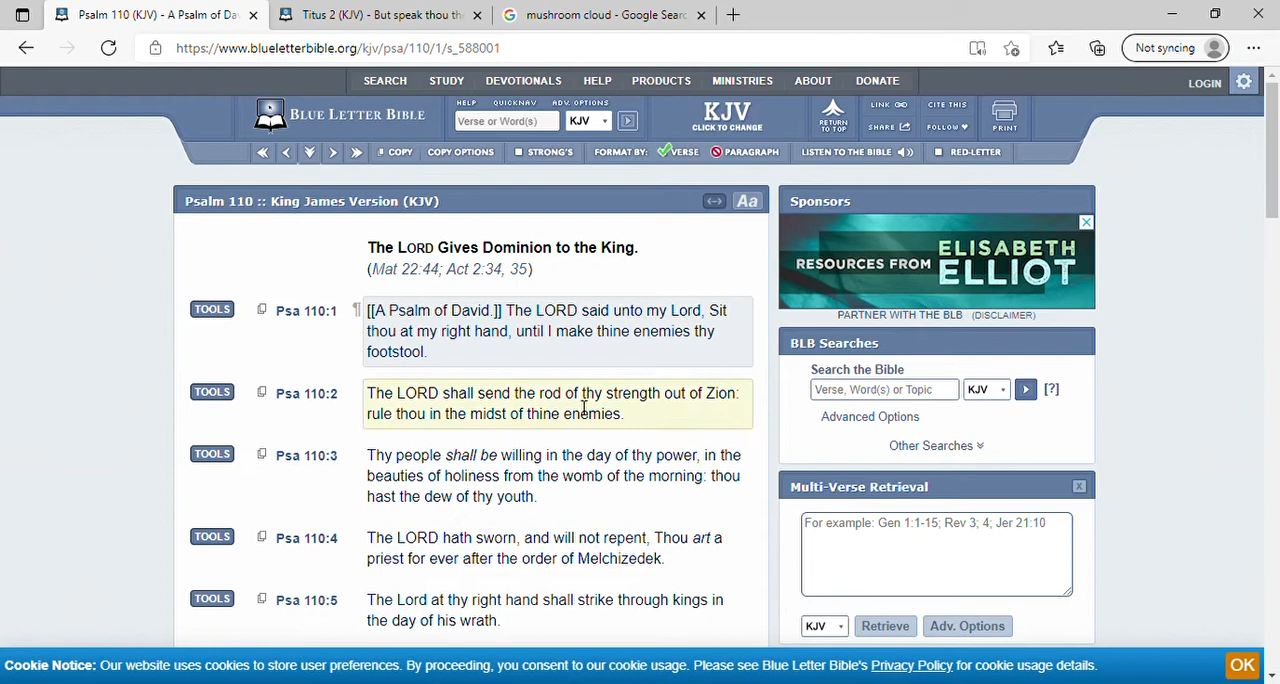 Psalm 110 (KJV) - A Psalm of Da
Titus 2 (KJV) - But speak thou th
mushroom cloud - Google Searc
https://www.blueletterbible.org/kjv/psa/110/1/s_588001
Not syncing
SEARCH STUDY DEVOTIONALS HELP PRODUCTS MINISTRIES ABOUT DONATE
LOGIN
BLUE LETTER BIBLE
HELP QUICKNAV ADV. OPTIONS
Verse or Word(s) KJV
KJV
CLICK TO CHANGE
RETURN
TO TOP
LINK CITE THIS
SHARE FOLLOW
PRINT
COPY COPY OPTIONS STRONG'S FORMAT BY: VERSE PARAGRAPH LISTEN TO THE BIBLE RED-LETTER
Psalm 110 :: King James Version (KJV)
Aa
The LORD Gives Dominion to the King.
(Mat 22:44; Act 2:34, 35)
TOOLS Psa 110:1 ¶ [[A Psalm of David.]] The LORD said unto my Lord, Sit
thou at my right hand, until I make thine enemies thy
footstool.
TOOLS Psa 110:2 The LORD shall send the rod of thy strength out of Zion:
rule thou in the midst of thine enemies.
TOOLS Psa 110:3 Thy people shall be willing in the day of thy power, in the
beauties of holiness from the womb of the morning: thou
hast the dew of thy youth.
TOOLS Psa 110:4 The LORD hath sworn, and will not repent, Thou art a
priest for ever after the order of Melchizedek.
TOOLS Psa 110:5 The Lord at thy right hand shall strike through kings in
the day of his wrath.
Sponsors
RESOURCES FROM ELISABETH
ELLIOT
PARTNER WITH THE BLB (DISCLAIMER)
BLB Searches
Search the Bible
Verse, Word(s) or Topic KJV [?]
Advanced Options
Other Searches
Multi-Verse Retrieval X
For example: Gen 1:1-15; Rev 3; 4; Jer 21:10
KJV Retrieve Adv. Options
Cookie Notice: Our website uses cookies to store user preferences. By proceeding, you consent to our cookie usage. Please see Blue Letter Bible's Privacy Policy for cookie usage details.
OK